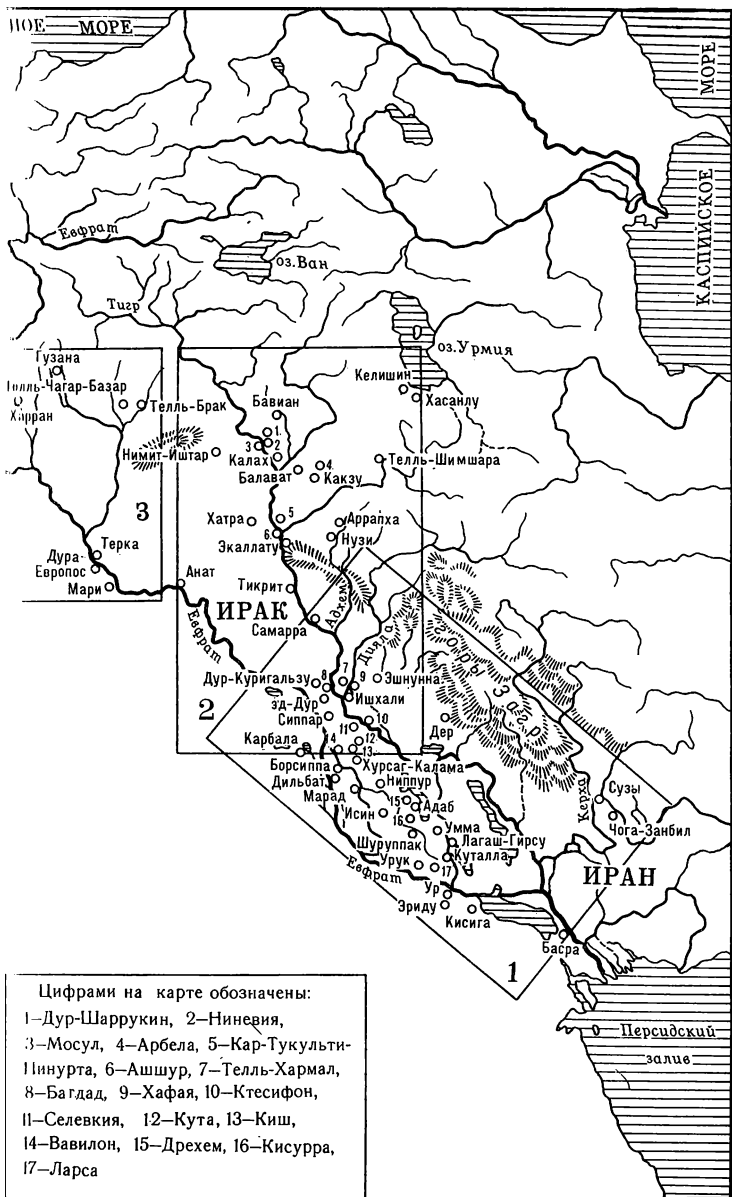 НОЕ МОРЕ
МОРЕ
КАСПИЙСКОЕ
Евфрат
оз.Ван
Тигр
оз.Урмия
Гузана
Телль-Чагар-Базар
Харран
Телль-Брак
Келишин
Хасанлу
Бавиан
1
2
3
Калах
Нимит-Иштар
Балават
4
Какзу
Телль-Шимшара
3
Хатра
5
Аррапха
6
Нузи
Экаллату
Терка
Дура-
Европос
Мари
Анат
Тикрит
ИРАК
Адхем
Самарра
Евфрат
Дияла
горы Загр
Дур-Куригальзу
8
7
9
Эшнунна
эд-Дур
Ишхали
2
Сиппар
10
11
Дер
12
Карбала
14
13
Борсиппа
Хурсаг-Калама
Дильбат
Ниппур
Марад
15
Адаб
Исин
16
Керха
Сузы
Умма
Чога-Занбил
Шуруппак
Лагаш-Гирсу
Урук
17
Куталла
Евфрат
ИРАН
Ур
Эриду
Кисига
Басра
1
Персидский
залив
Цифрами на карте обозначены:
1—Дур-Шаррукин, 2—Ниневия,
3—Мосул, 4—Арбела, 5—Кар-Тукульти-
Нинурта, 6—Ашшур, 7—Телль-Хармал,
8—Багдад, 9—Хафая, 10—Ктесифон,
11—Селевкия, 12—Кута, 13—Киш,
14—Вавилон, 15—Дрехем, 16—Кисурра,
17—Ларса